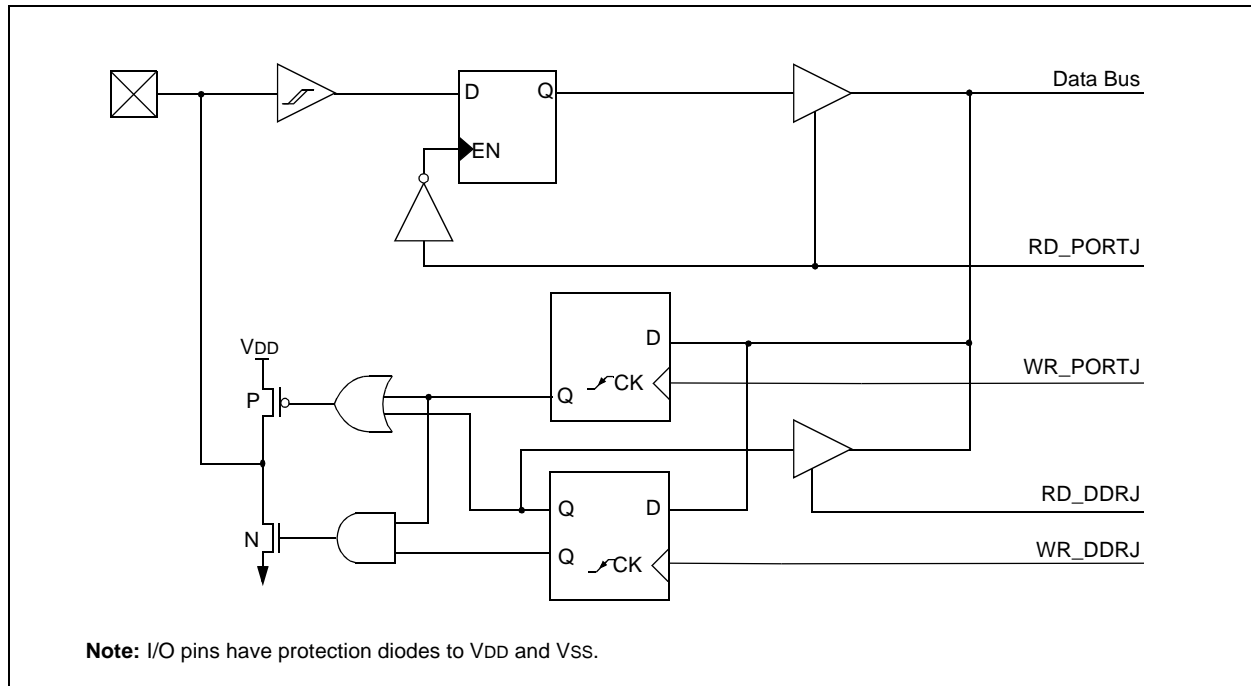 Data Bus
D Q
EN
RD_PORTJ
D
VDD
WR_PORTJ
CK
P
Q
RD_DDRJ
Q D
N
WR_DDRJ
Q
CK
Note: I/O pins have protection diodes to VDD and VSS.